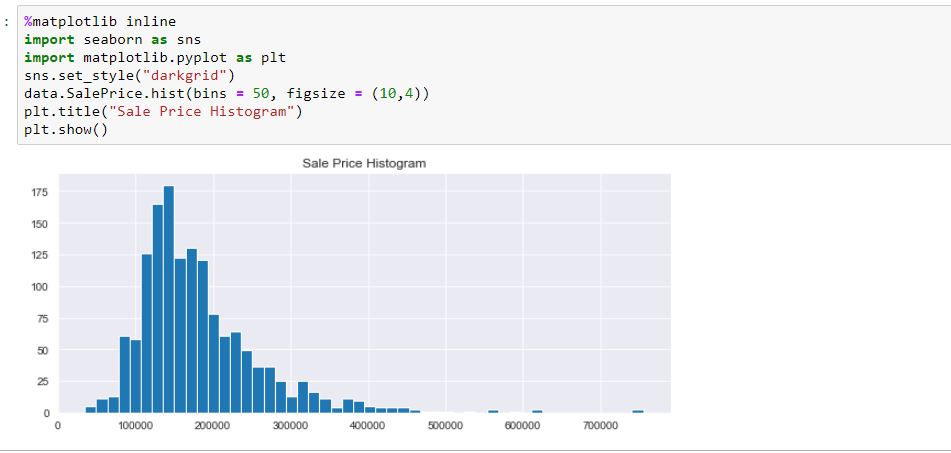 :
%matplotlib inline
import seaborn as sns
import matplotlib.pyplot as plt
sns.set_style("darkgrid")
data.SalePrice.hist(bins = 50, figsize = (10,4))
plt.title("Sale Price Histogram")
plt.show()
Sale Price Histogram
175
150
125
100
75
50
25
0
0 100000 200000 300000 400000 500000 600000 700000